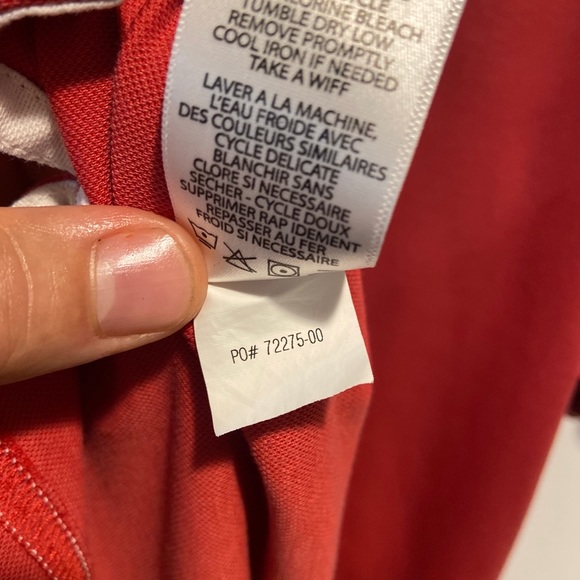 CHLORINE BLEACH
TUMBLE DRY LOW
REMOVE PROMPTLY
COOL IRON IF NEEDED
TAKE A WIFF
LAVER A LA MACHINE,
L'EAU FROIDE AVEC
DES COULEURS SIMILAIRES
CYCLE DELICATE
BLANCHIR SANS
CLORE SI NECESSAIRE
SECHER - CYCLE DOUX
SUPPRIMER RAPIDEMENT
REPASSER AU FER
FROID SI NECESSAIRE
PO# 72275-00